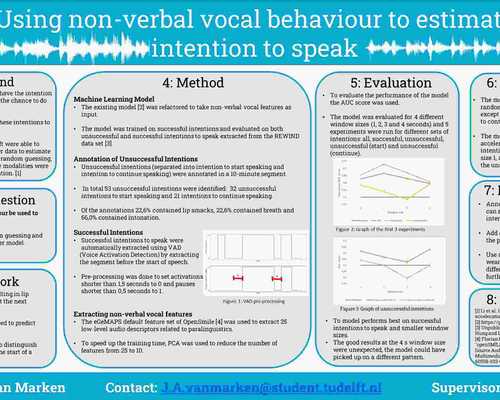 Using non-verbal vocal behaviour to estimat
intention to speak
nd
have the intention
the chance to do
hese intentions to
ft were able to
r data to estimate
random guessing,
e modalities were
tation. [1]
estion
our be used to
n guessing and
er model
ork
lting in lip
t the next
ed to predict
o distinguish
he start of a
4: Method
Machine Learning Model
• The existing model [2] was refactored to take non-verbal vocal features as
input.
• The model was trained on successful intentions and evaluated on both
unsuccessful and successful intentions to speak extracted from the REWIND
data set [3].
Annotation of Unsuccessful Intentions
• Unsuccessful intentions (separated into intention to start speaking and
intention to continue speaking) were annotated in a 10-minute segment
• In total 53 unsuccessful intentions were identified: 32 unsuccessful
intentions to start speaking and 21 intentions to continue speaking.
• Of the annotations 22,6% contained lip smacks, 22,6% contained breath and
66,0% contained intonation.
Successful Intentions
• Successful intentions to speak were
automatically extracted using VAD
(Voice Activation Detection) by extracting
the segment before the start of speech.
• Pre-processing was done to set activations
shorter than 1,5 seconds to 0 and pauses
shorter than 0,5 seconds to 1.
Figure 1: VAD pre-processing
Extracting non-verbal vocal features
• The eGeMAPS default feature set of OpenSmile [4] was used to extract 25
low-level audio descriptors related to paralinguistics.
• To speed up the training time, PCA was used to reduce the number of
features from 25 to 10.
5: Evaluation
• To evaluate the performance of the model
the AUC score was used.
• The model was evaluated for 4 different
window sizes (1, 2, 3 and 4 seconds) and 5
experiments were run for different sets of
intentions: all, successful, unsuccessful,
unsuccessful (start) and unsuccessful
(continue).
Figure 2: Graph of the first 3 experiments
Figure 3: Graph of unsuccessful intentions
• To model performs best on successful
intentions to speak and smaller window
sizes.
• The good results at the 4 s window size
were unexpected, the model could have
picked up on a different pattern.
6:
• The mo
rando
except
to con
• The mo
accele
intenti
size 1,
and
7:
• Anno
can
inten
• Add
the
• Use a
wea
differ
furth
8:
an Marken
Contact: J.A.vanmarken@student.tudelft.nl
Supervisor